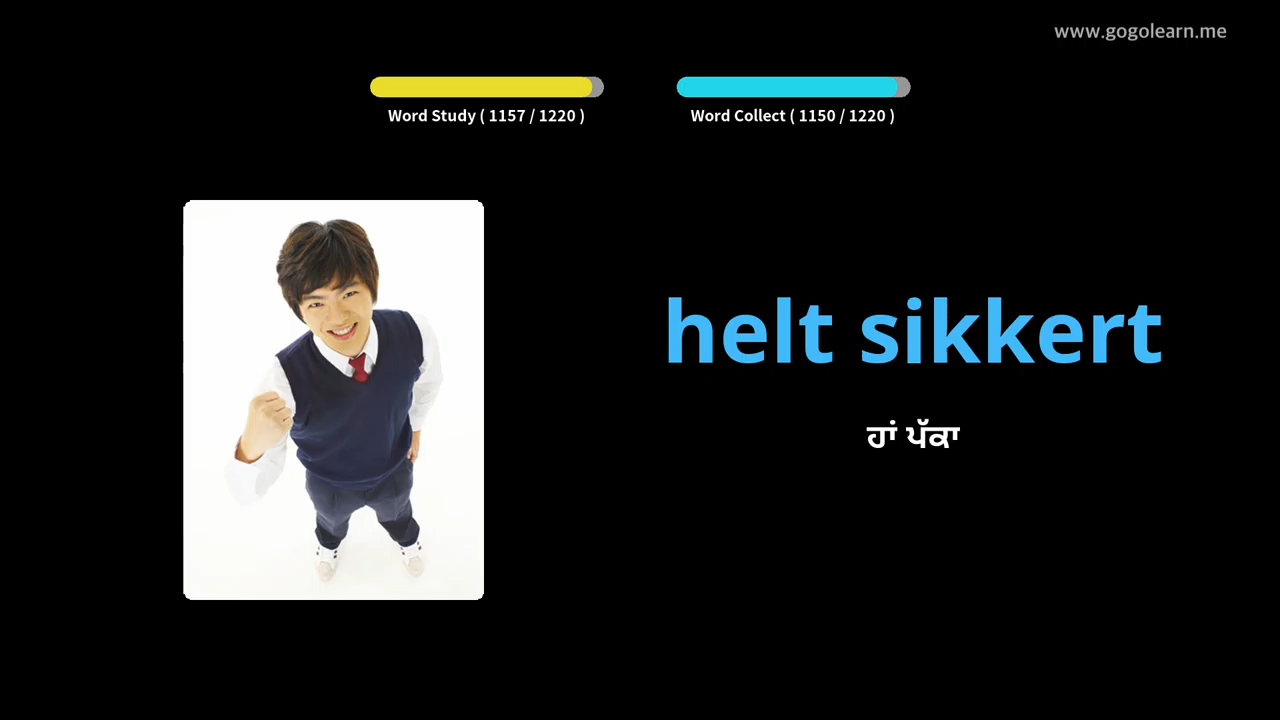 www.gogolearn.me
Word Study ( 1157 / 1220 )
Word Collect ( 1150 / 1220 )
helt sikkert
ਹਾਂ ਪੱਕਾ